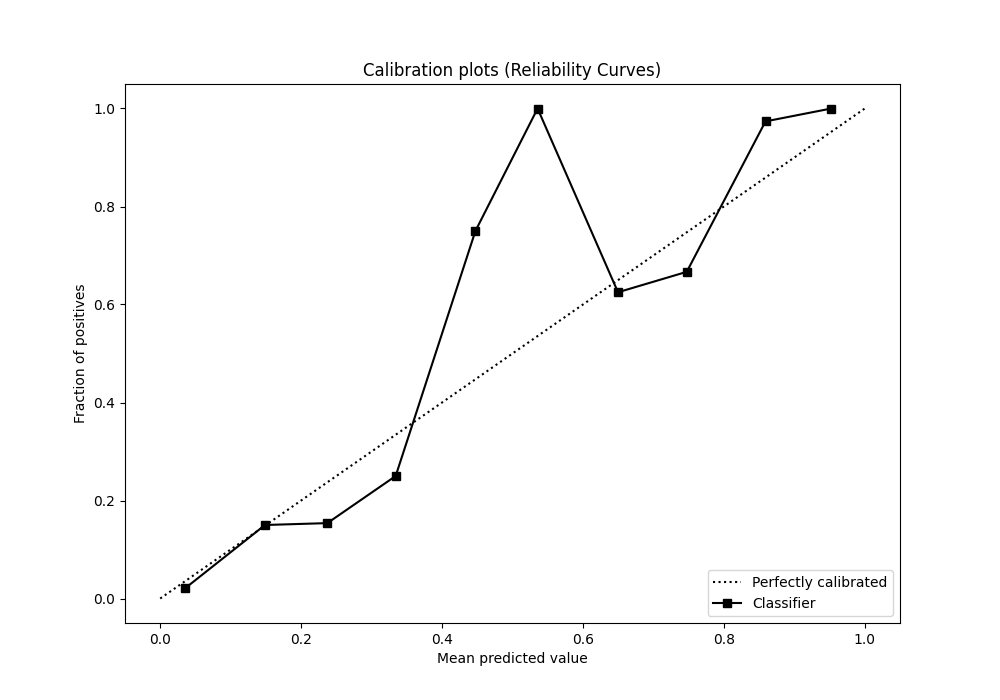 Calibration plots (Reliability Curves)
1.0
0.8
0.6
0.4
0.2
0.0
Fraction of positives
0.0 0.2 0.4 0.6 0.8 1.0
Mean predicted value
Perfectly calibrated
Classifier